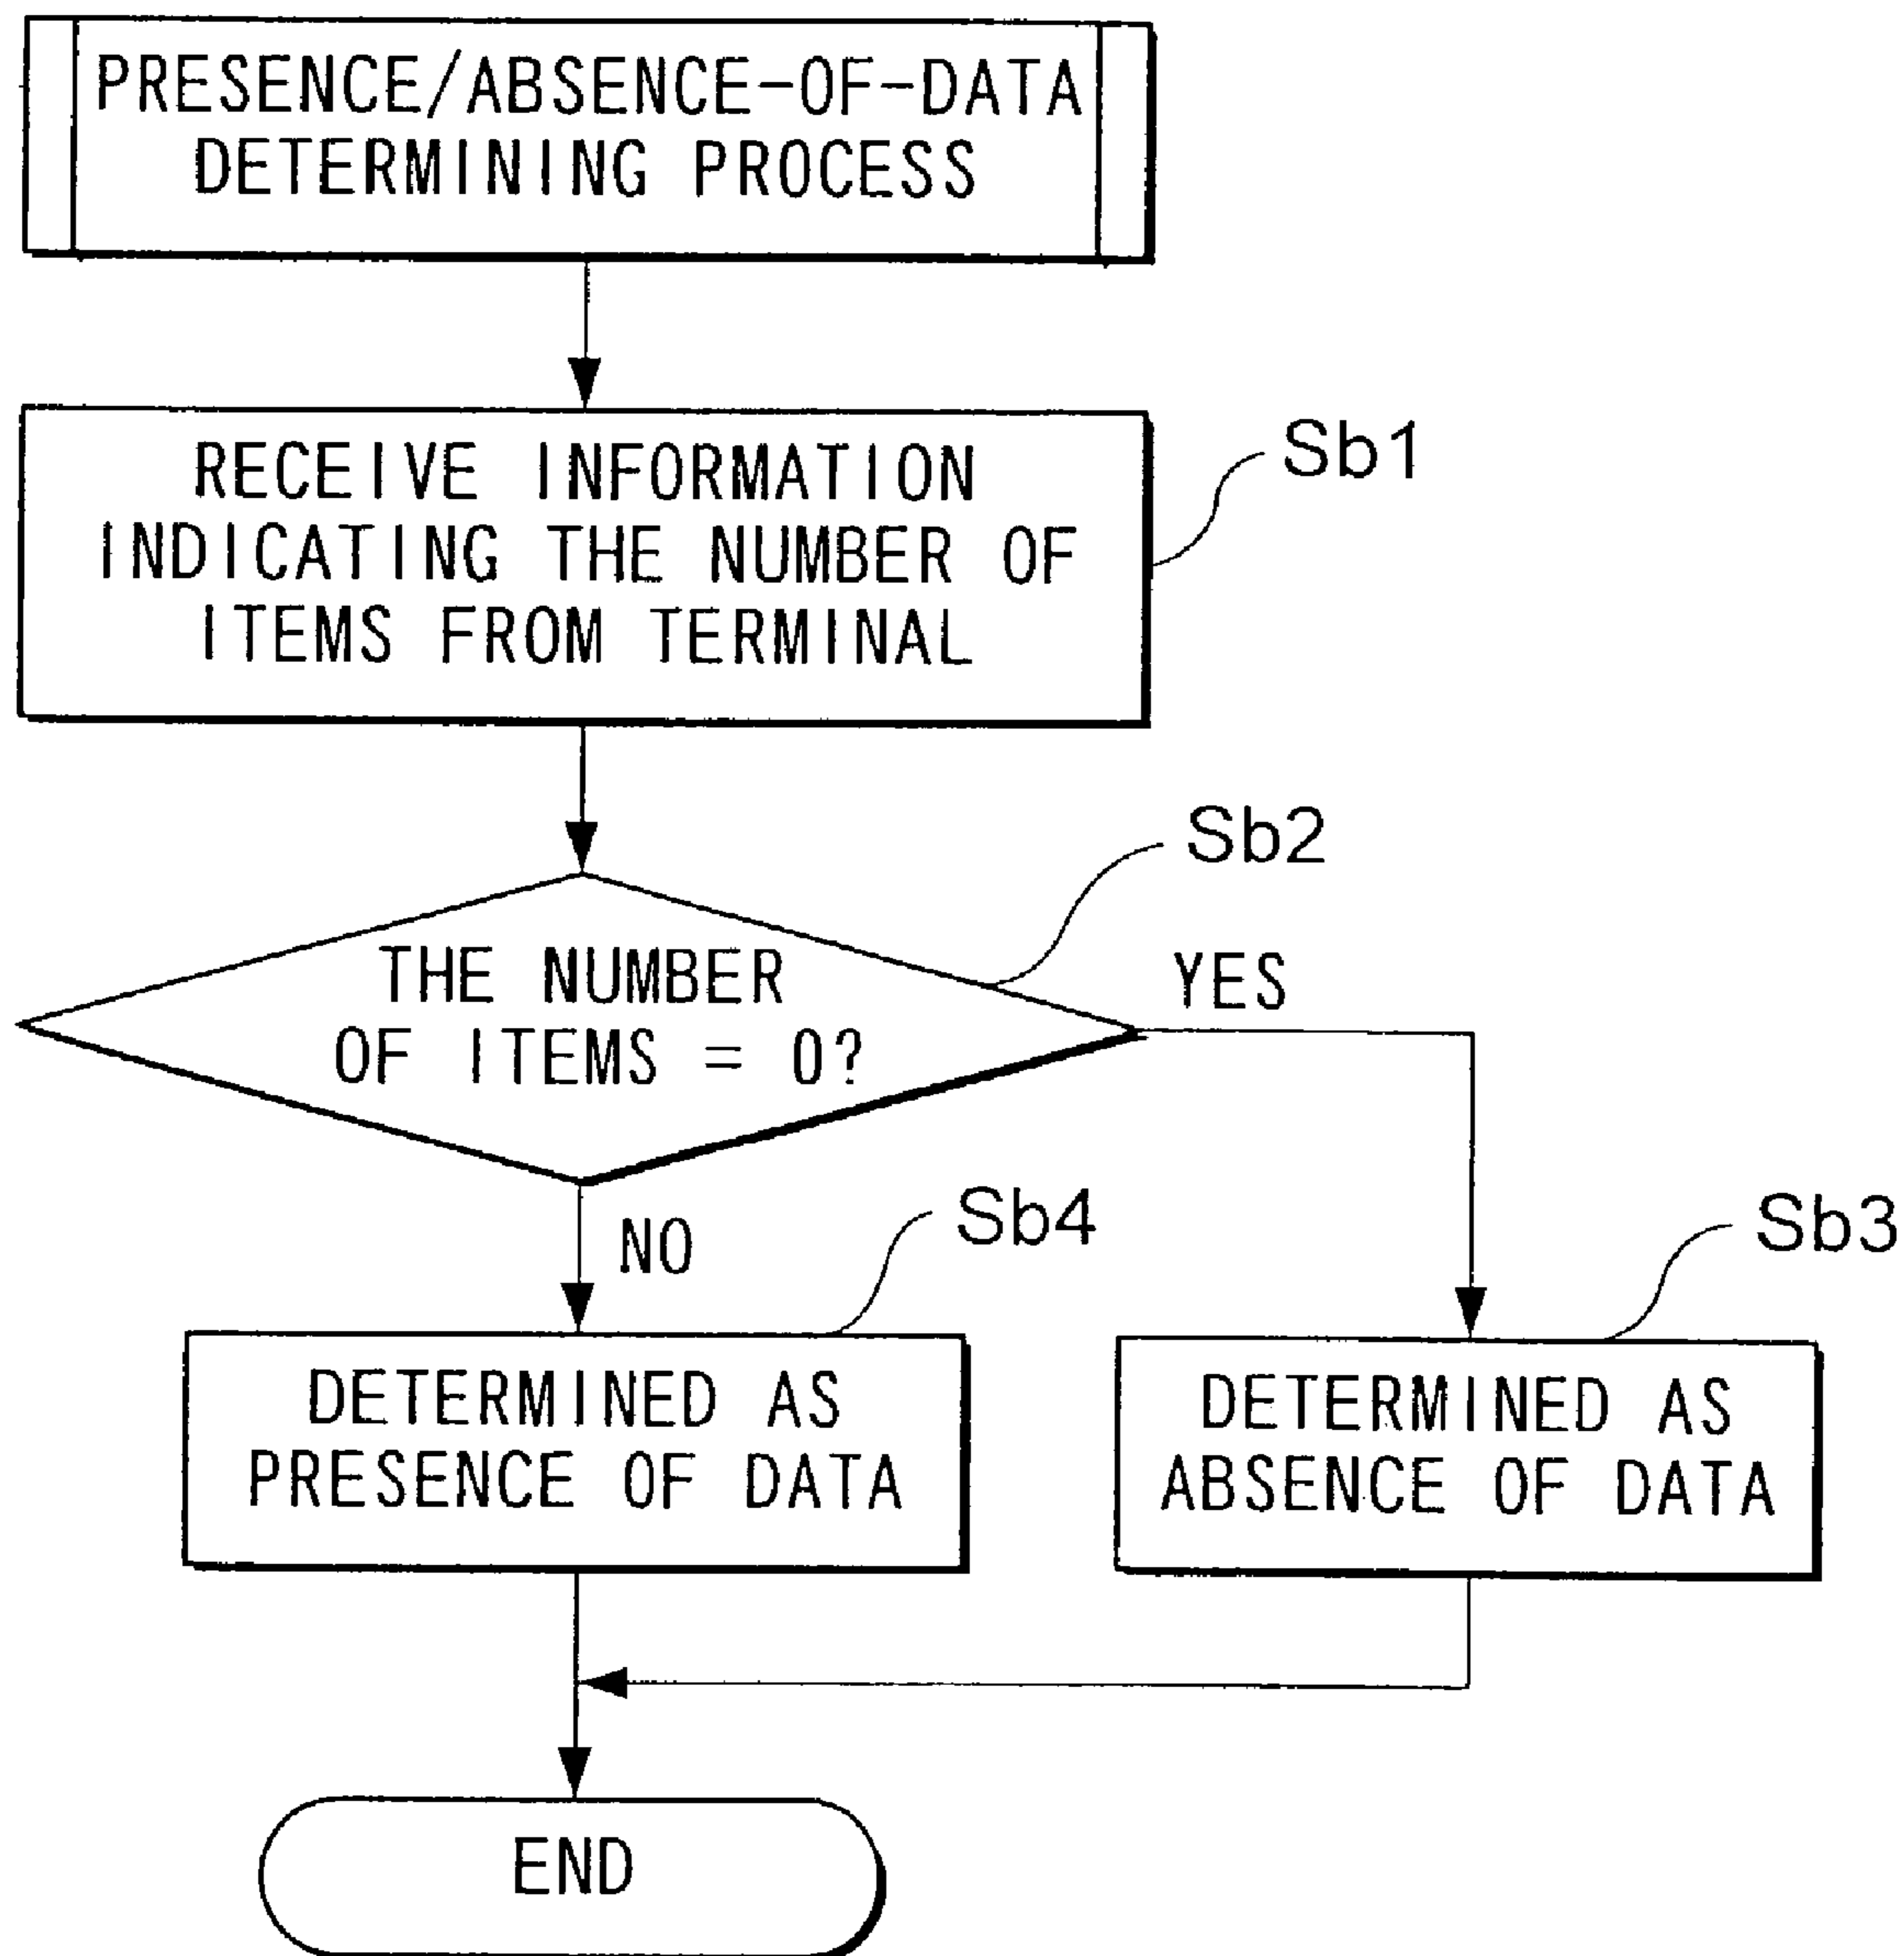 PRESENCE/ABSENCE-OF-DATA
DETERMINING PROCESS
RECEIVE INFORMATION
INDICATING THE NUMBER OF
ITEMS FROM TERMINAL
Sb1
Sb2
THE NUMBER
OF ITEMS = 0?
YES
NO
Sb4
Sb3
DETERMINED AS
PRESENCE OF DATA
DETERMINED AS
ABSENCE OF DATA
END